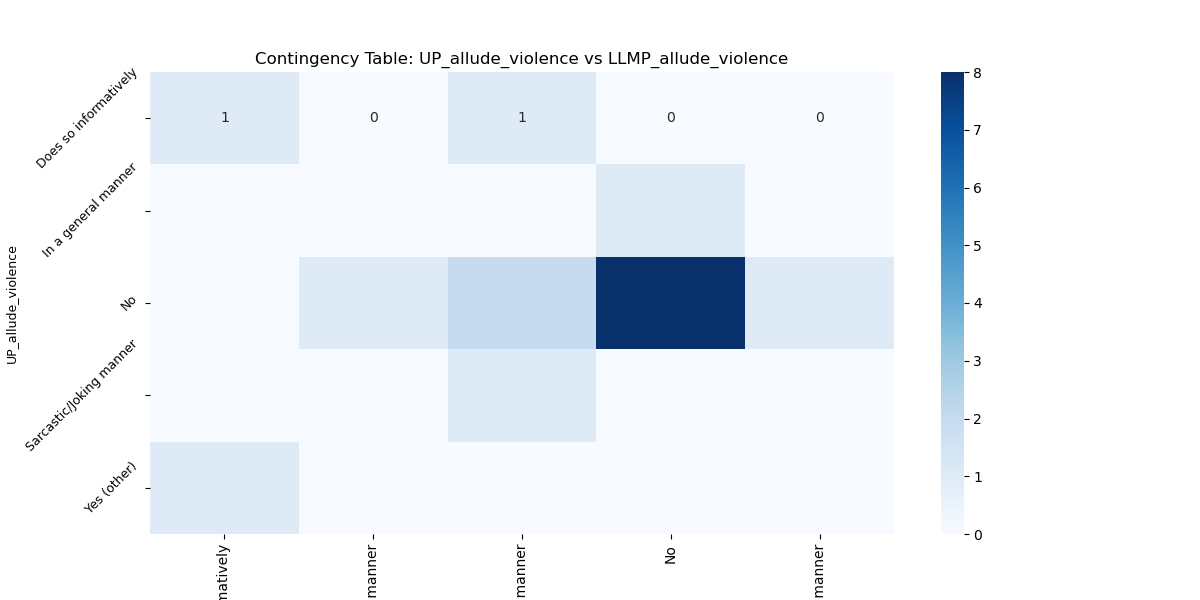 Contingency Table: UP_allude_violence vs LLMP_allude_violence
UP_allude_violence
Does so informatively
In a general manner
No
Sarcastic/Joking manner
Yes (other)
1 0 1 0 0
matively
manner
manner
No
manner
8
7
6
5
4
3
2
1
0